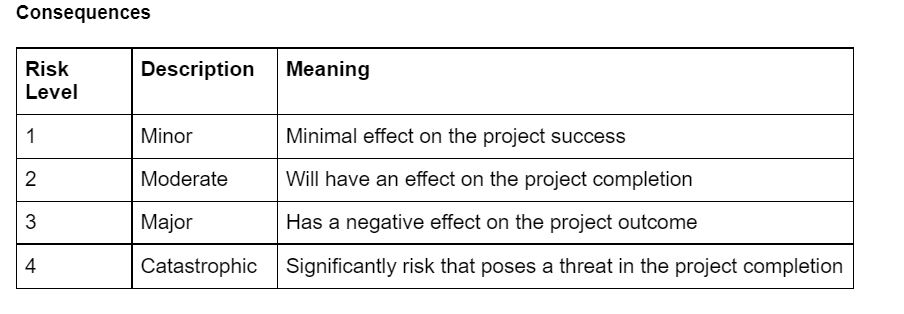 Consequences
Risk Level Description Meaning
1 Minor Minimal effect on the project success
2 Moderate Will have an effect on the project completion
3 Major Has a negative effect on the project outcome
4 Catastrophic Significantly risk that poses a threat in the project completion